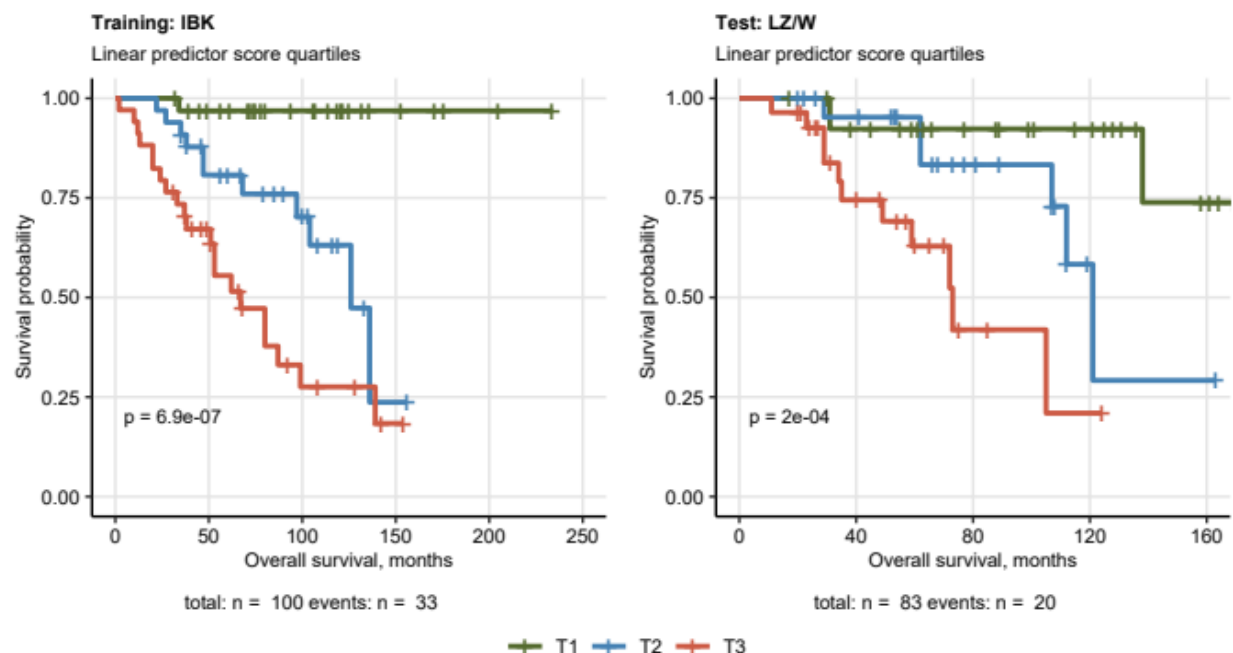 Training: IBK
Linear predictor score quartiles
Survival probability
1.00
0.75
0.50
0.25
0.00
p = 6.9e-07
0 50 100 150 200 250
Overall survival, months
total: n = 100 events: n = 33
Test: LZ/W
Linear predictor score quartiles
Survival probability
1.00
0.75
0.50
0.25
0.00
p = 2e-04
0 40 80 120 160
Overall survival, months
total: n = 83 events: n = 20
T1 T2 T3